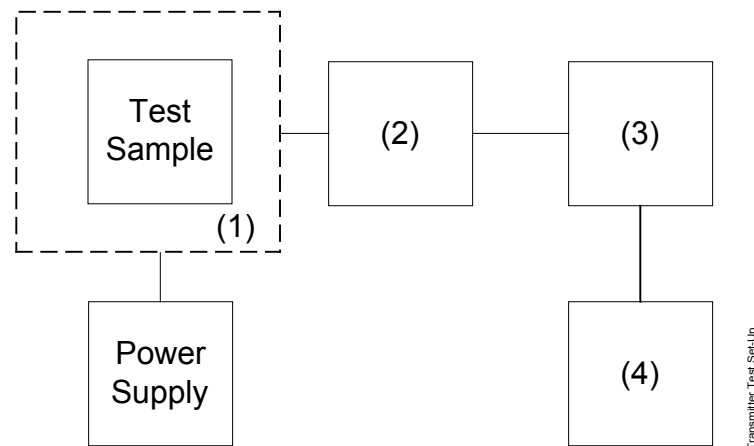 Test
Sample
(1)
(2)
(3)
Power
Supply
(4)
Transmitter Test Set-Up